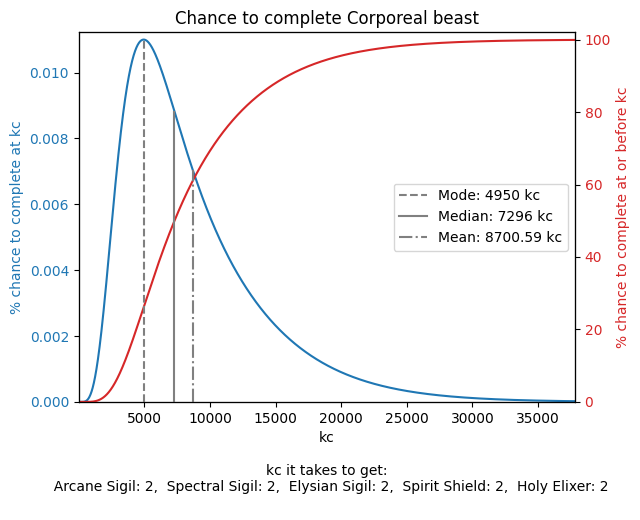 Chance to complete Corporeal beast
% chance to complete at kc
0.010
0.008
0.006
0.004
0.002
0.000
100
80
60
40
20
0
% chance to complete at or before kc
Mode: 4950 kc
Median: 7296 kc
Mean: 8700.59 kc
5000 10000 15000 20000 25000 30000 35000
kc
kc it takes to get:
Arcane Sigil: 2, Spectral Sigil: 2, Elysian Sigil: 2, Spirit Shield: 2, Holy Elixer: 2